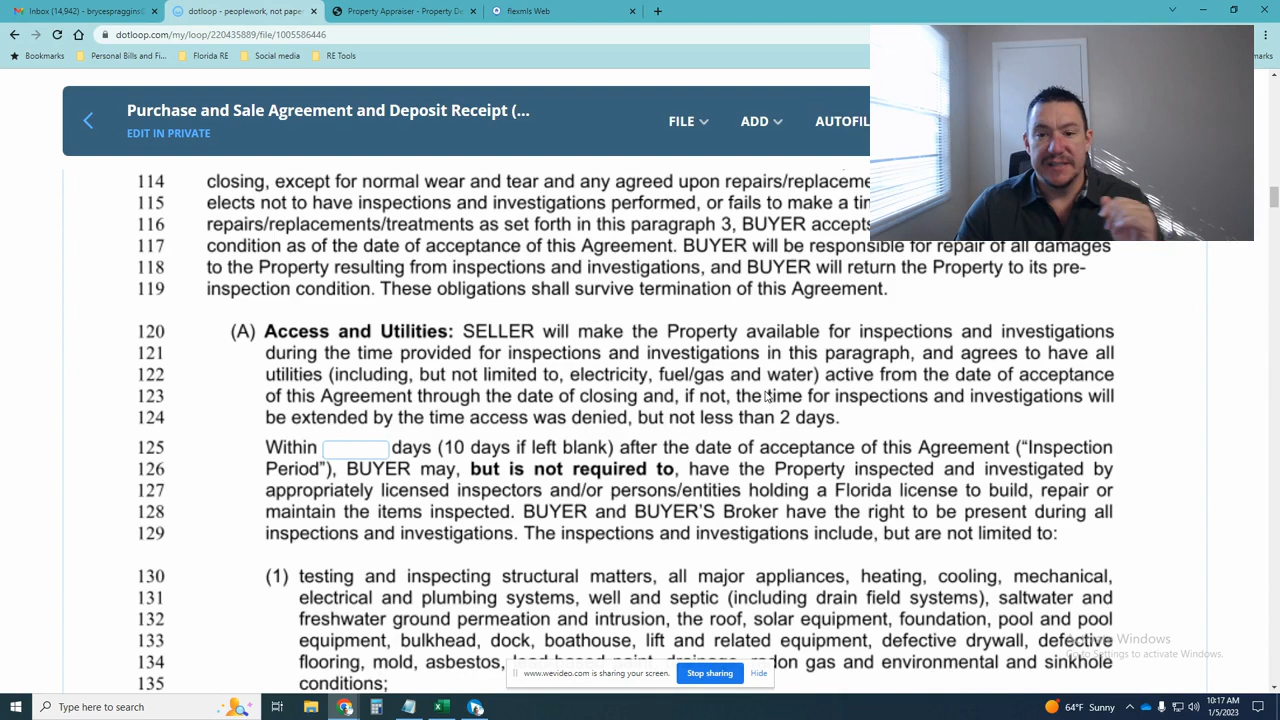 Inbox (14,942) - brycespraggins@
dotloop - peoplework, not pape
Property Appraiser - Property De
flexmls Web
dotloop.com/my/loop/220435889/file/1005586446
Bookmarks Personal Bills and Fi... Florida RE Social media RE Tools
Purchase and Sale Agreement and Deposit Receipt (...
EDIT IN PRIVATE
FILE ADD AUTOFIL
114 closing, except for normal wear and tear and any agreed upon repairs/replaceme
115 elects not to have inspections and investigations performed, or fails to make a tim
116 repairs/replacements/treatments as set forth in this paragraph 3, BUYER accepts
117 condition as of the date of acceptance of this Agreement. BUYER will be responsible for repair of all damages
118 to the Property resulting from inspections and investigations, and BUYER will return the Property to its pre-
119 inspection condition. These obligations shall survive termination of this Agreement.
120 (A) Access and Utilities: SELLER will make the Property available for inspections and investigations
121 during the time provided for inspections and investigations in this paragraph, and agrees to have all
122 utilities (including, but not limited to, electricity, fuel/gas and water) active from the date of acceptance
123 of this Agreement through the date of closing and, if not, the time for inspections and investigations will
124 be extended by the time access was denied, but not less than 2 days.
125 Within days (10 days if left blank) after the date of acceptance of this Agreement (“Inspection
126 Period”), BUYER may, but is not required to, have the Property inspected and investigated by
127 appropriately licensed inspectors and/or persons/entities holding a Florida license to build, repair or
128 maintain the items inspected. BUYER and BUYER'S Broker have the right to be present during all
129 inspections and investigations. The inspections and investigations include, but are not limited to:
130 (1) testing and inspecting structural matters, all major appliances, heating, cooling, mechanical,
131 electrical and plumbing systems, well and septic (including drain field systems), saltwater and
132 freshwater ground permeation and intrusion, the roof, solar equipment, foundation, pool and pool
133 equipment, bulkhead, dock, boathouse, lift and related equipment, defective drywall, defective
134 flooring, mold, asbestos, lead-based paint, drainage, radon gas and environmental and sinkhole
135 conditions;
Activate Windows
Go to Settings to activate Windows.
www.wevideo.com is sharing your screen. Stop sharing Hide
Type here to search
64°F Sunny
10:17 AM
1/5/2023